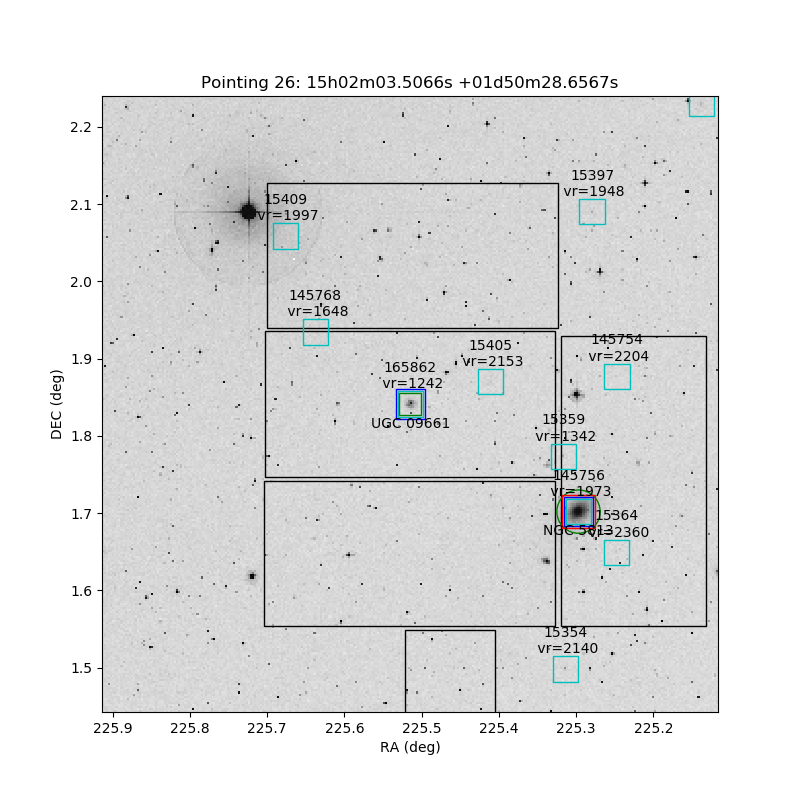 Pointing 26: 15h02m03.5066s +01d50m28.6567s
2.2
2.1
2.0
1.9
1.8
1.7
1.6
1.5
DEC (deg)
15397
vr=1948
15409
vr=1997
145768
vr=1648
145754
vr=2204
15405
vr=2153
165862
vr=1242
UGC 09661
15359
vr=1342
145756
vr=1973
15364
vr=2360
NGC 5813
15354
vr=2140
225.9
225.8
225.7
225.6
225.5
225.4
225.3
225.2
RA (deg)